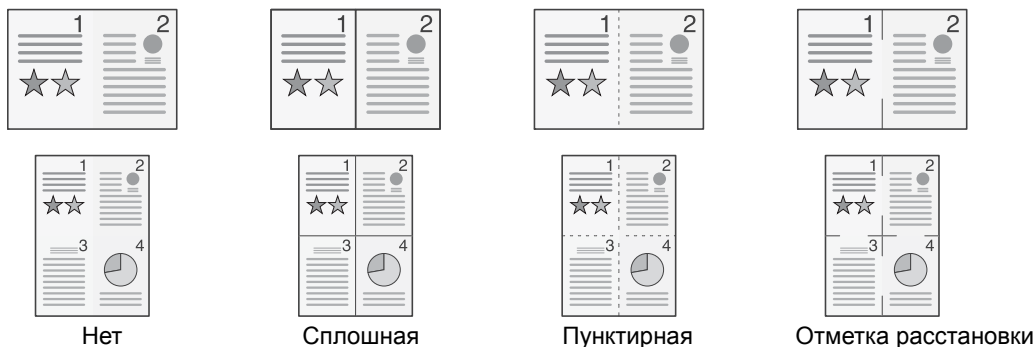 1 2 1 2 1 2 1 2
1 2 1 2 1 2 1 2
3 4 3 4 3 4 3 4
Нет Сплошная Пунктирная Отметка расстановки